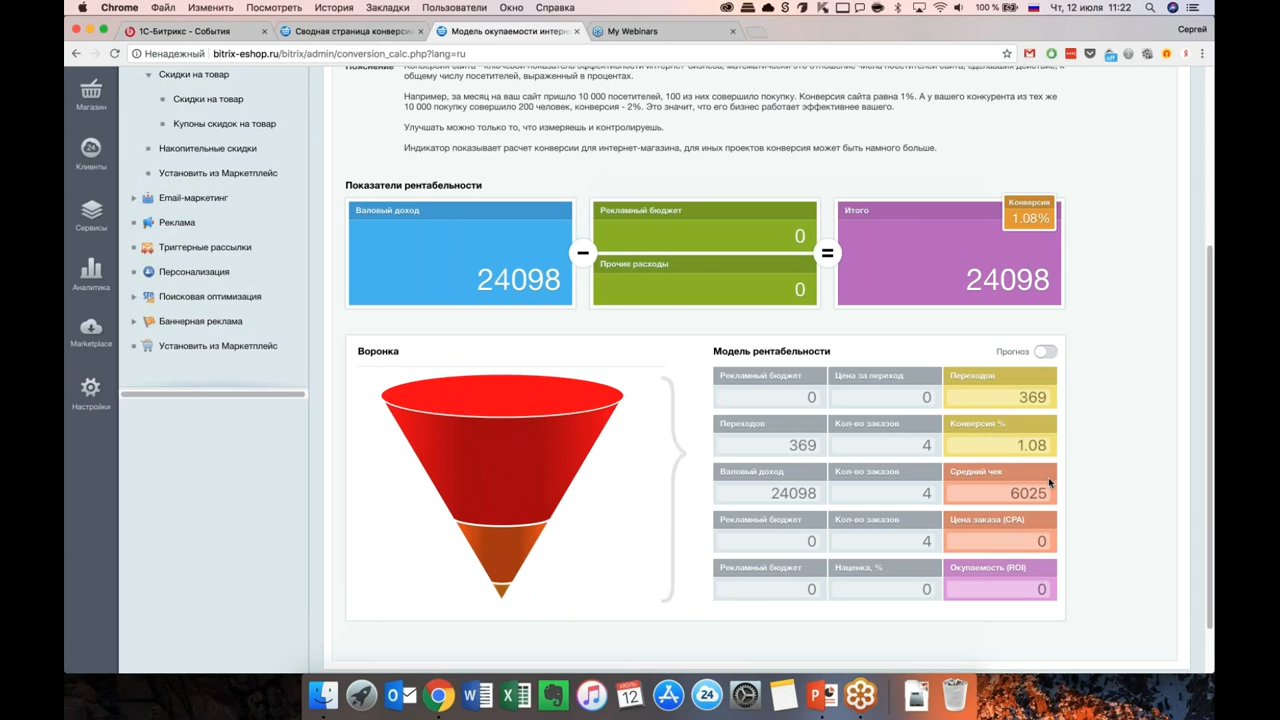 Chrome Файл Изменить Посмотреть История Закладки Пользователи Окно Справка 100 % Чт, 12 июля 11:22
1С-Битрикс - События × Сводная страница конверси × Модель окупаемости интерн × My Webinars × Сергей
Ненадежный bitrix-eshop.ru/bitrix/admin/conversion_calc.php?lang=ru
Магазин
24
Клиенты
Сервисы
Аналитика
Marketplace
Настройки
Скидки на товар
Скидки на товар
Купоны скидок на товар
Накопительные скидки
Установить из Маркетплейс
Email-маркетинг
Реклама
Триггерные рассылки
Персонализация
Поисковая оптимизация
Баннерная реклама
Установить из Маркетплейс
общему числу посетителей, выраженный в процентах.
Например, за месяц на ваш сайт пришло 10 000 посетителей, 100 из них совершило покупку. Конверсия сайта равна 1%. А у вашего конкурента из тех же
10 000 покупку совершило 200 человек, конверсия - 2%. Это значит, что его бизнес работает эффективнее вашего.
Улучшать можно только то, что измеряешь и контролируешь.
Индикатор показывает расчет конверсии для интернет-магазина, для иных проектов конверсия может быть намного больше.
Показатели рентабельности
Валовый доход
24098
−
Рекламный бюджет
0
Прочие расходы
0
=
Итого
Конверсия
1.08%
24098
Воронка
Модель рентабельности Прогноз
Рекламный бюджет Цена за переход Переходов
0 0 369
Переходов Кол-во заказов Конверсия %
369 4 1.08
Валовый доход Кол-во заказов Средний чек
24098 4 6025
Рекламный бюджет Кол-во заказов Цена заказа (CPA)
0 4 0
Рекламный бюджет Наценка, % Окупаемость (ROI)
0 0 0